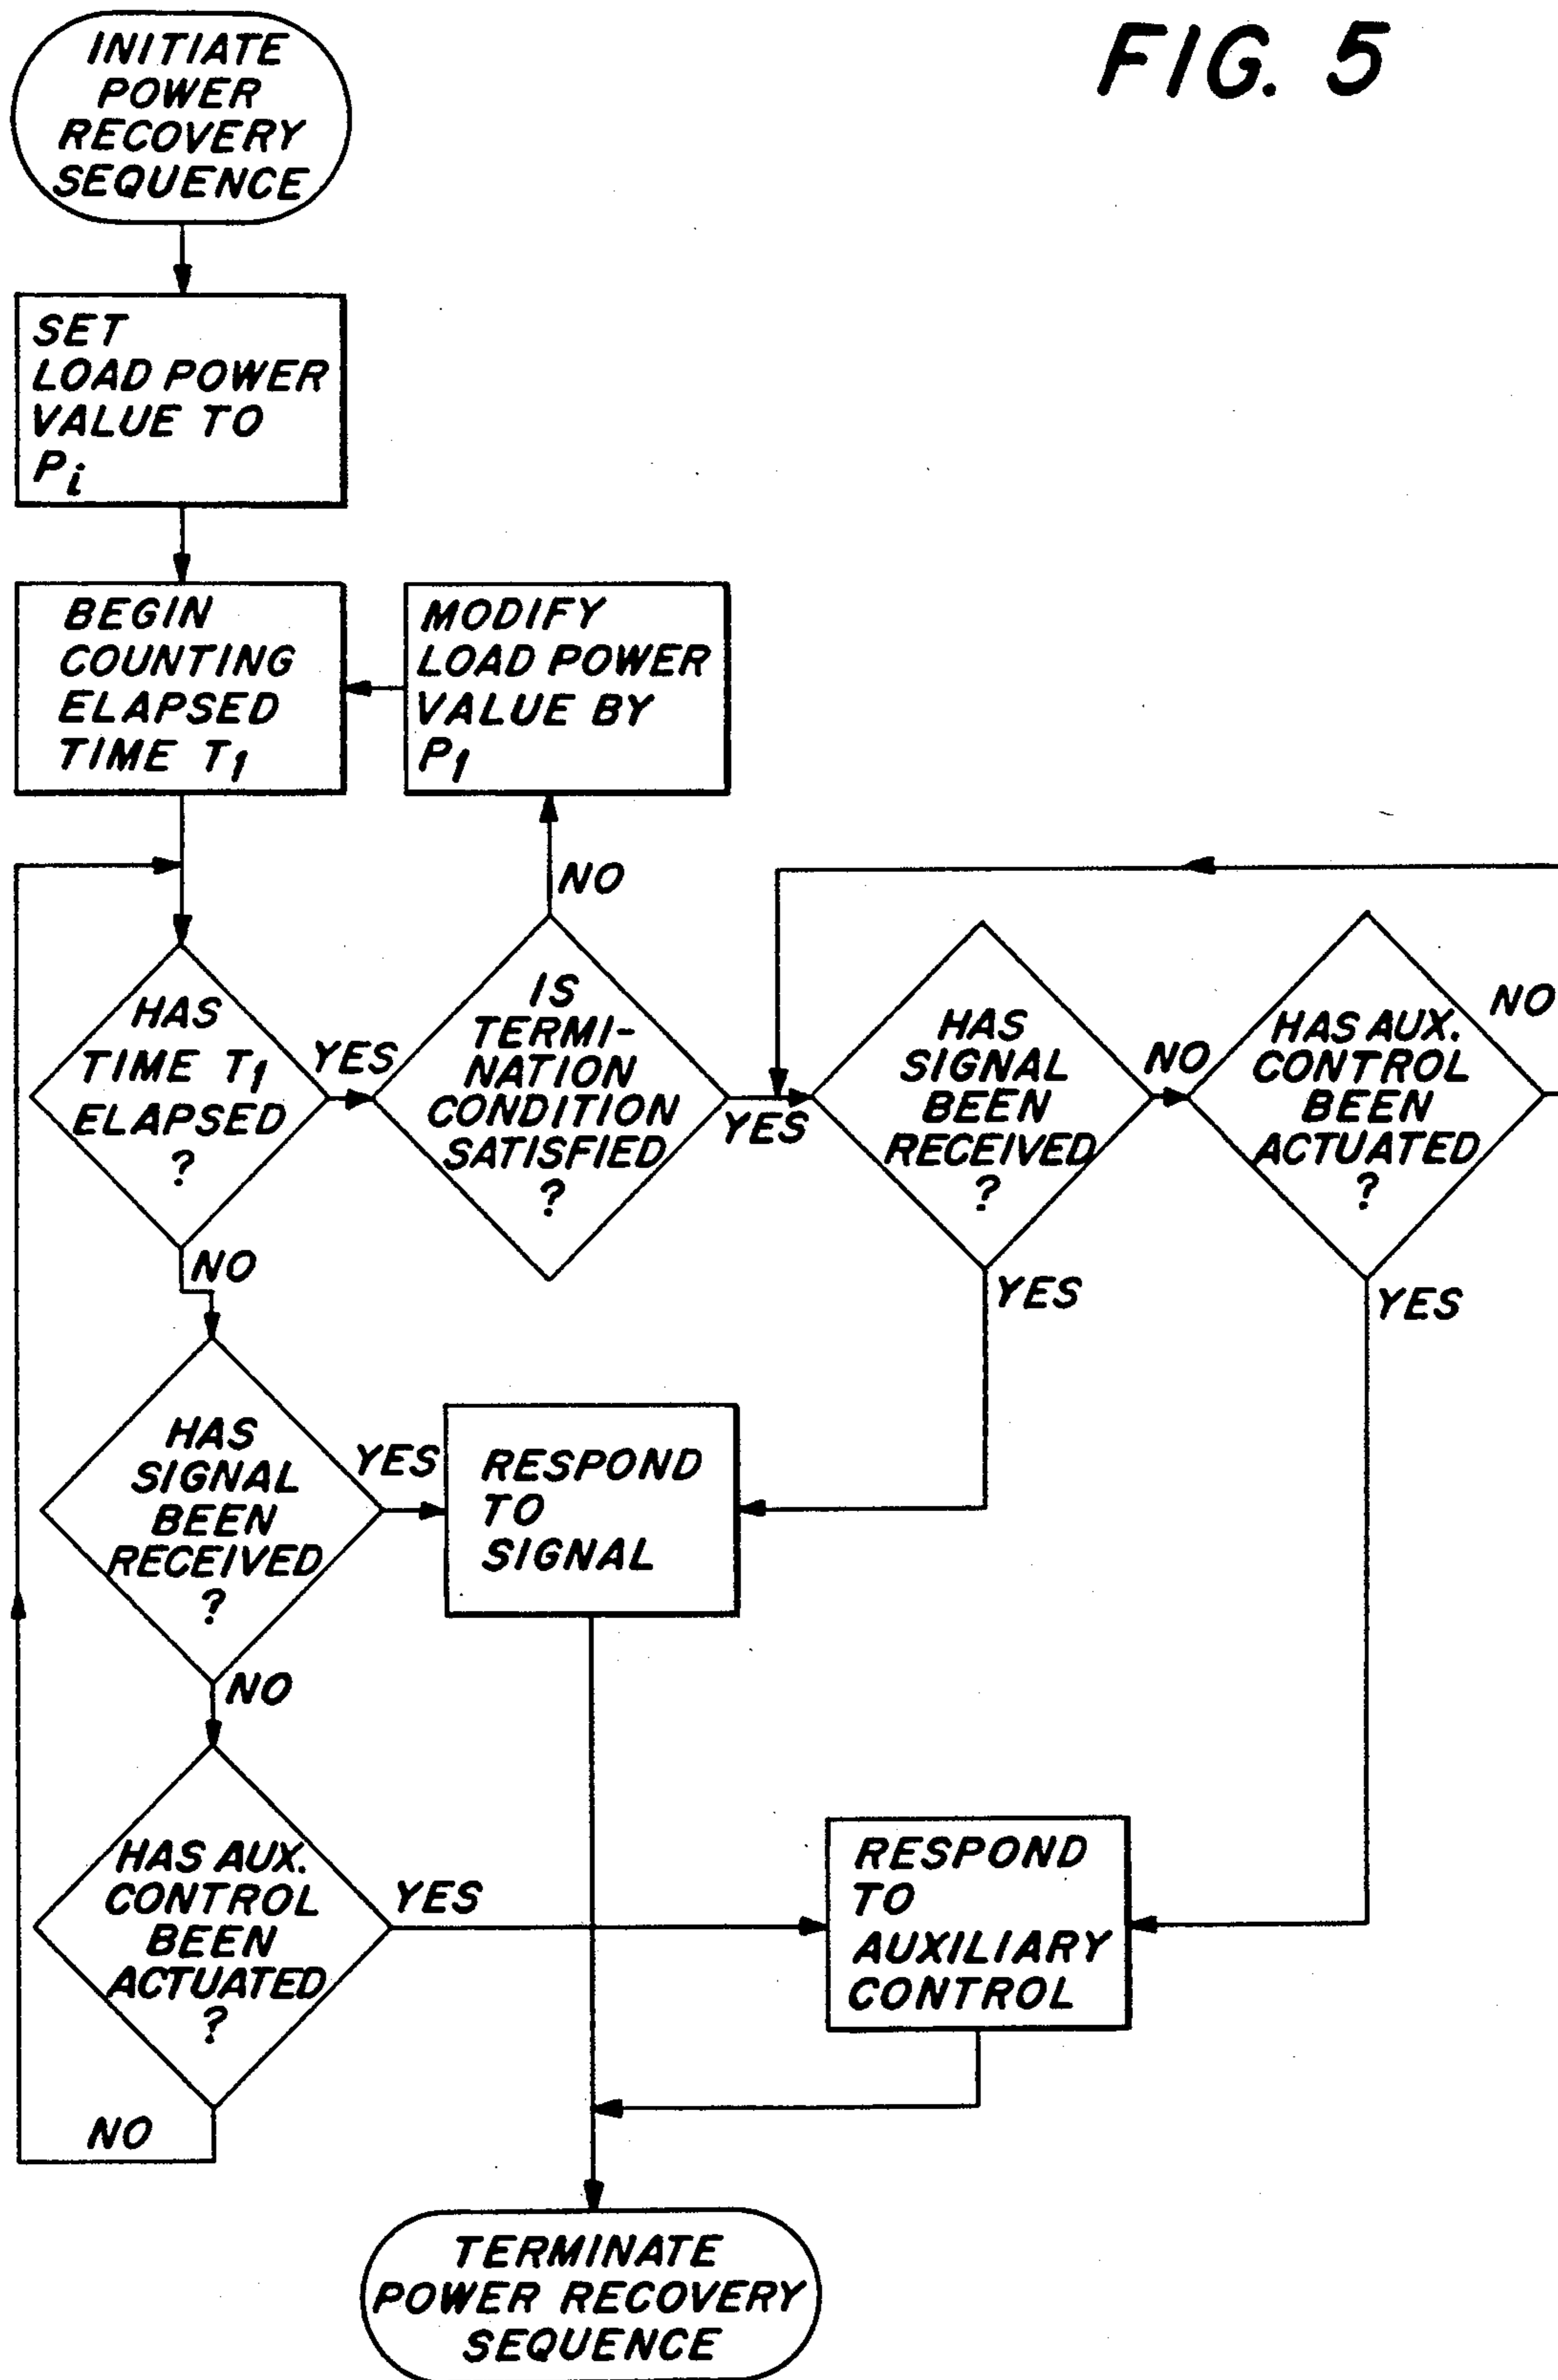 FIG. 5
INITIATE
POWER
RECOVERY
SEQUENCE
SET
LOAD POWER
VALUE TO
Pi
BEGIN
COUNTING
ELAPSED
TIME T1
MODIFY
LOAD POWER
VALUE BY
P1
NO
HAS
TIME T1
ELAPSED
?
YES
NO
IS
TERMI-
NATION
CONDITION
SATISFIED
?
YES
HAS
SIGNAL
BEEN
RECEIVED
?
NO
YES
HAS AUX.
CONTROL
BEEN
ACTUATED
?
NO
YES
HAS
SIGNAL
BEEN
RECEIVED
?
YES
NO
RESPOND
TO
SIGNAL
HAS AUX.
CONTROL
BEEN
ACTUATED
?
YES
NO
RESPOND
TO
AUXILIARY
CONTROL
TERMINATE
POWER RECOVERY
SEQUENCE